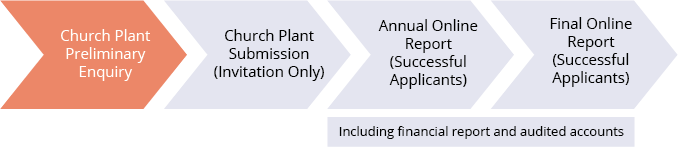 Church Plant
Preliminary
Enquiry
Church Plant
Submission
(Invitation Only)
Annual Online
Report
(Successful
Applicants)
Final Online
Report
(Successful
Applicants)
Including financial report and audited accounts